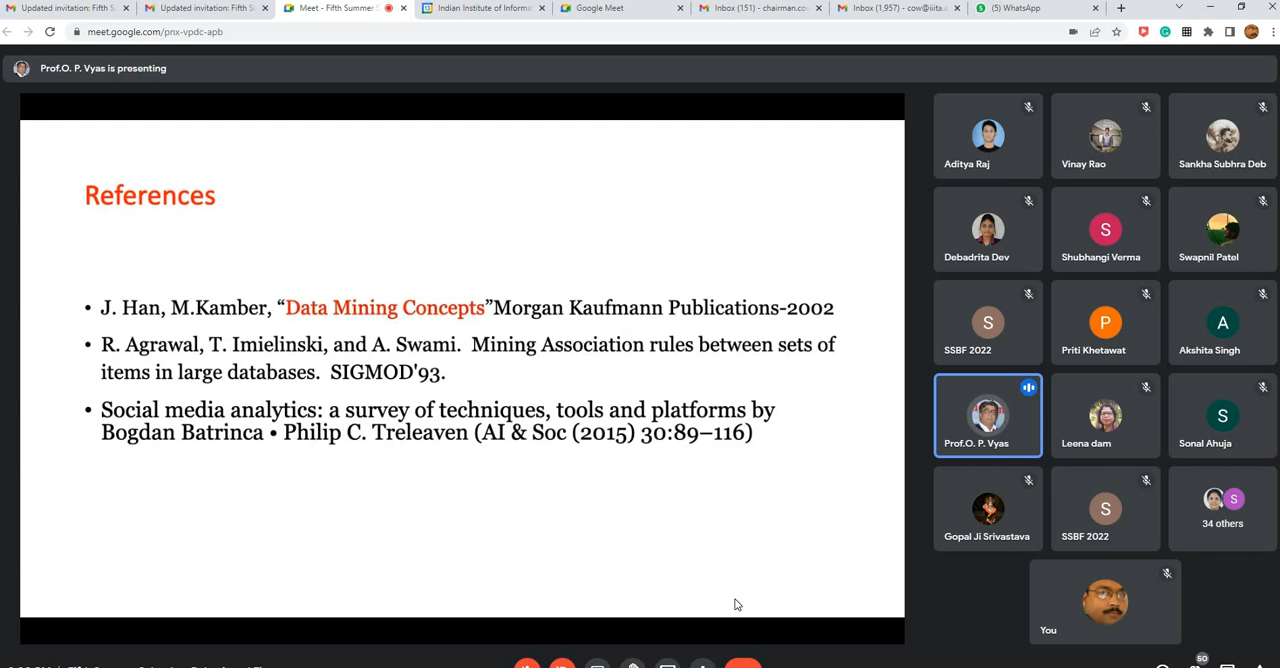 Updated invitation: Fifth S
Updated invitation: Fifth Sum
Meet - Fifth Summer S
Indian Institute of Informa
Google Meet
Inbox (151) - chairman.cow
Inbox (1,957) - cow@iiita.
(5) WhatsApp
meet.google.com/pnx-vpdc-apb
Prof.O. P. Vyas is presenting
References
• J. Han, M.Kamber, “Data Mining Concepts”Morgan Kaufmann Publications-2002
• R. Agrawal, T. Imielinski, and A. Swami. Mining Association rules between sets of
items in large databases. SIGMOD'93.
• Social media analytics: a survey of techniques, tools and platforms by
Bogdan Batrinca • Philip C. Treleaven (AI & Soc (2015) 30:89–116)
Aditya Raj
Vinay Rao
Sankha Subhra Deb
Debadrita Dev
S
Shubhangi Verma
Swapnil Patel
S
SSBF 2022
P
Priti Khetawat
A
Akshita Singh
Prof.O. P. Vyas
Leena dam
S
Sonal Ahuja
Gopal Ji Srivastava
S
SSBF 2022
S
34 others
You
50